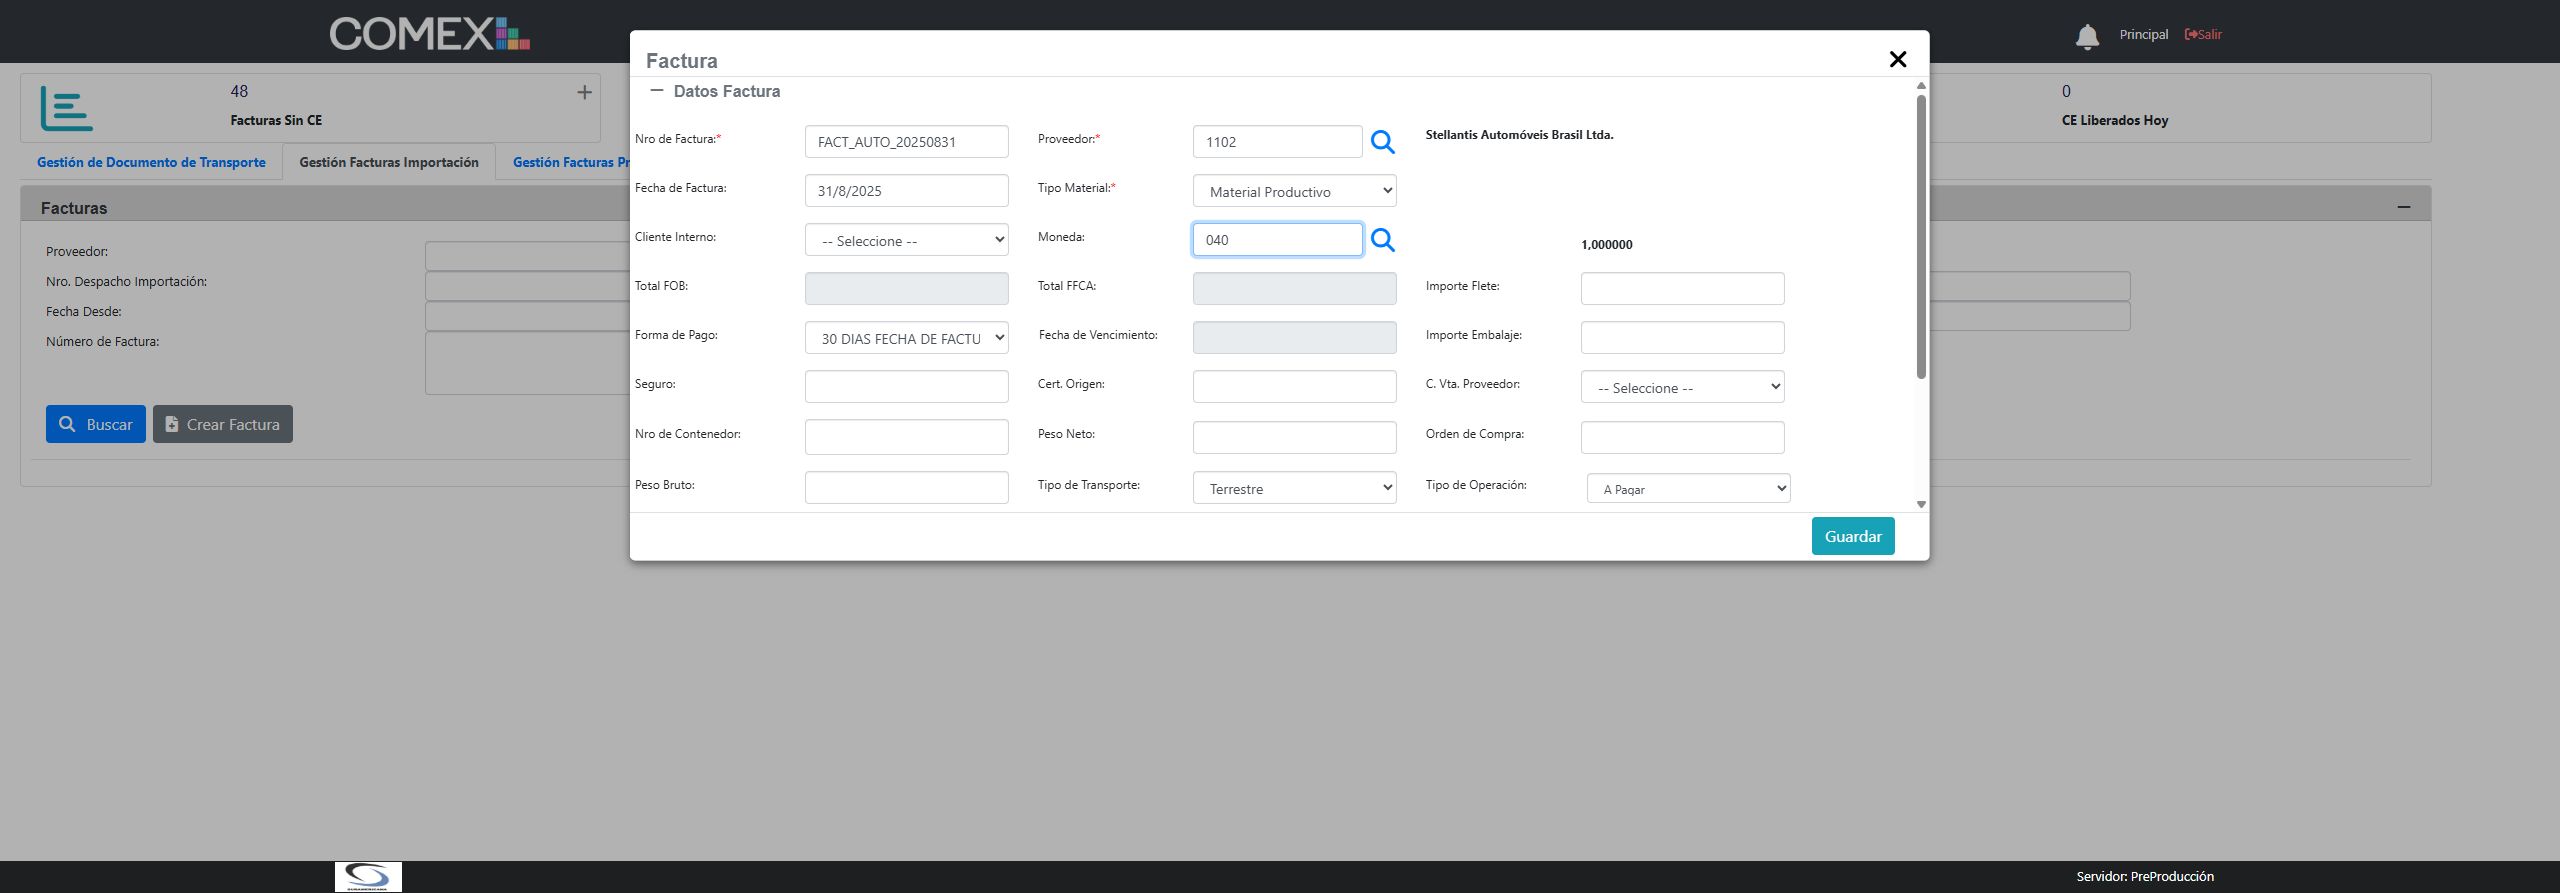 COMEX
Principal
Salir
48
Facturas Sin CE
0
CE Liberados Hoy
Gestión de Documento de Transporte
Gestión Facturas Importación
Gestión Facturas Pr
Facturas
Proveedor:
Nro. Despacho Importación:
Fecha Desde:
Número de Factura:
Buscar
Crear Factura
Factura
Datos Factura
Nro de Factura:* FACT_AUTO_20250831 Proveedor:* 1102 Stellantis Automóveis Brasil Ltda.
Fecha de Factura: 31/8/2025 Tipo Material:* Material Productivo
Cliente Interno: -- Seleccione -- Moneda: 040 1,000000
Total FOB: Total FFCA: Importe Flete:
Forma de Pago: 30 DIAS FECHA DE FACTU Fecha de Vencimiento: Importe Embalaje:
Seguro: Cert. Origen: C. Vta. Proveedor: -- Seleccione --
Nro de Contenedor: Peso Neto: Orden de Compra:
Peso Bruto: Tipo de Transporte: Terrestre Tipo de Operación: A Pagar
Guardar
Servidor: PreProducción